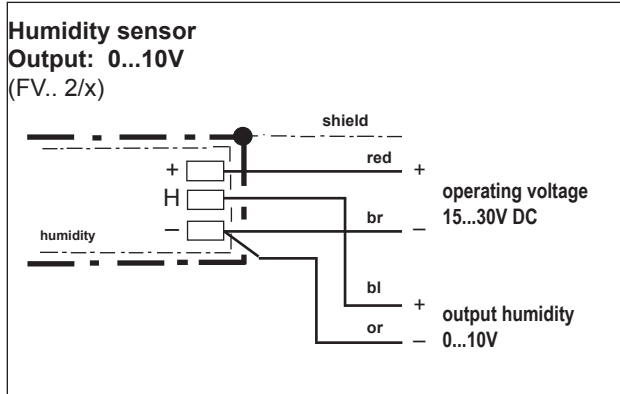 Humidity sensor
Output: 0...10V
(FV.. 2/x)
shield
red
+
+
operating voltage
15...30V DC
H
br
–
–
humidity
bl
+
output humidity
0...10V
or
–